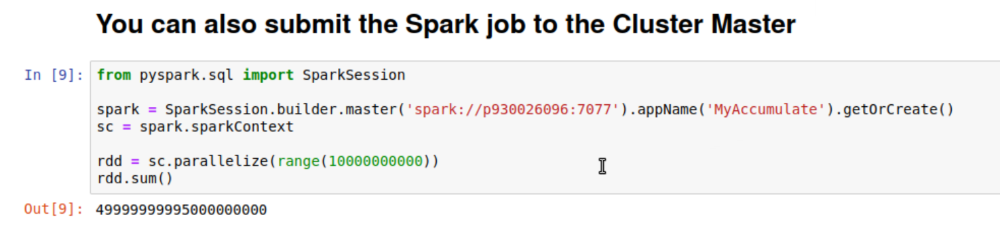 You can also submit the Spark job to the Cluster Master
In [9]: from pyspark.sql import SparkSession
spark = SparkSession.builder.master('spark://p930026096:7077').appName('MyAccumulate').getOrCreate()
sc = spark.sparkContext
rdd = sc.parallelize(range(10000000000))
rdd.sum()
Out[9]: 49999999995000000000